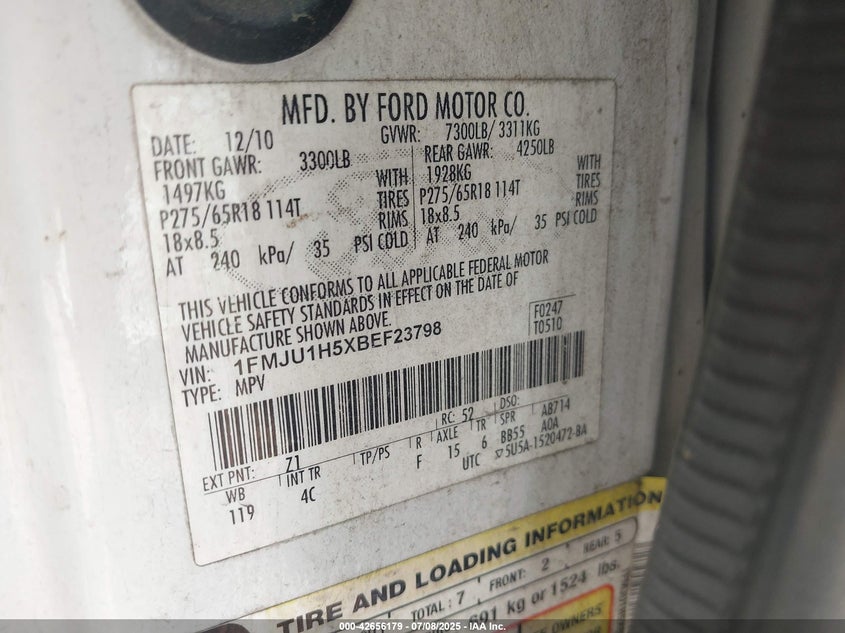 MFD. BY FORD MOTOR CO.
DATE: 12/10 GVWR: 7300LB/ 3311KG
FRONT GAWR: 3300LB REAR GAWR: 4250LB
1497KG WITH 1928KG WITH
P275/65R18 114T TIRES P275/65R18 114T TIRES
18x8.5 RIMS 18x8.5 RIMS
AT 240 kPa/ 35 PSI COLD AT 240 kPa/ 35 PSI COLD
THIS VEHICLE CONFORMS TO ALL APPLICABLE FEDERAL MOTOR
VEHICLE SAFETY STANDARDS IN EFFECT ON THE DATE OF
MANUFACTURE SHOWN ABOVE. F0247
VIN: 1FMJU1H5XBEF23798 T0510
TYPE: MPV
RC: 52 DSO:
EXT PNT: Z1 TP/PS R AXLE TR SPR A8714
WB INT TR F 15 6 BB55 A0A
119 4C UTC 5U5A-1520472-BA
TIRE AND LOADING INFORMATION
TOTAL: 7 FRONT: 2 REAR: 5
691 kg or 1524 lbs.
OWNERS
000-42656179 - 07/08/2025 - IAA Inc.